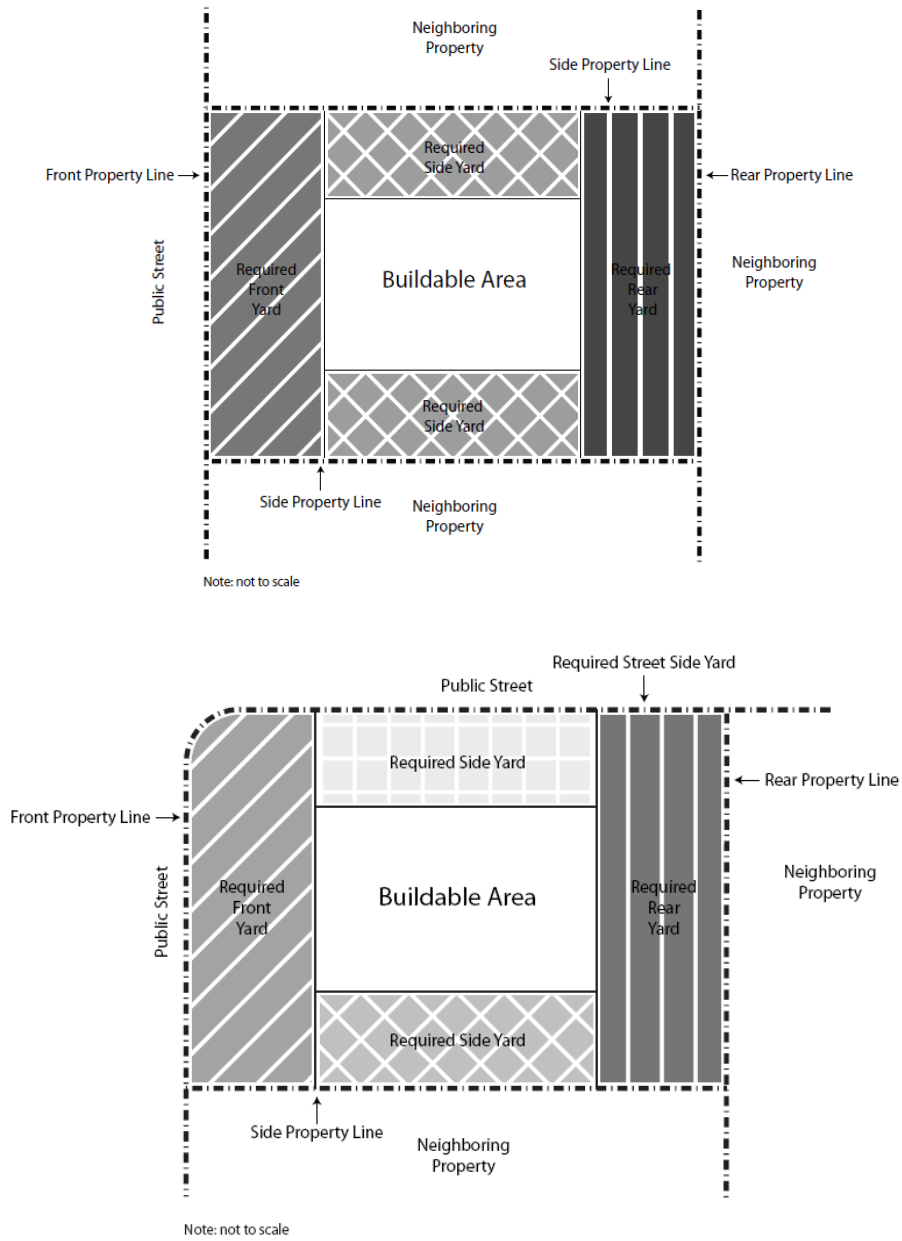 Neighboring
Property
Side Property Line
Required
Side Yard
Front Property Line
Rear Property Line
Public Street
Required
Front
Yard
Buildable Area
Required
Rear Yard
Neighboring
Property
Required
Side Yard
Side Property Line
Neighboring
Property
Note: not to scale
Required Street Side Yard
Public Street
Required Side Yard
Rear Property Line
Front Property Line
Public Street
Required
Front
Yard
Buildable Area
Required
Rear
Yard
Neighboring
Property
Required Side Yard
Side Property Line
Neighboring
Property
Note: not to scale